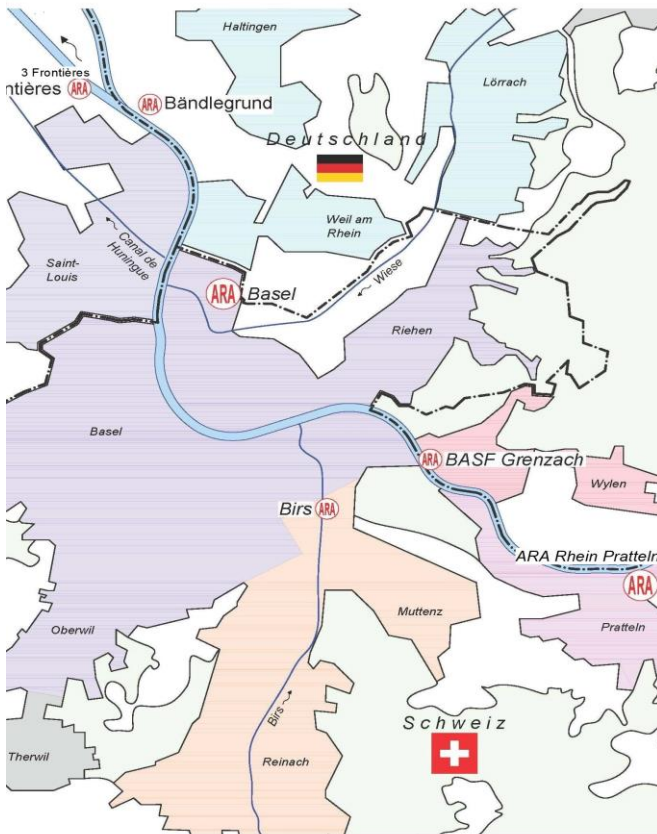 Haltingen
3 Frontières
ntières ARA
ARA Bändlegrund
Lörrach
Deutschland
Weil am
Rhein
Canal de
Huningue
Saint-
Louis
Wiese
ARA Basel
Riehen
Basel
ARA BASF Grenzach
Wylen
Birs ARA
ARA Rhein Pratteln
ARA
Muttenz
Oberwil
Pratteln
Birs
Schweiz
Therwil
Reinach